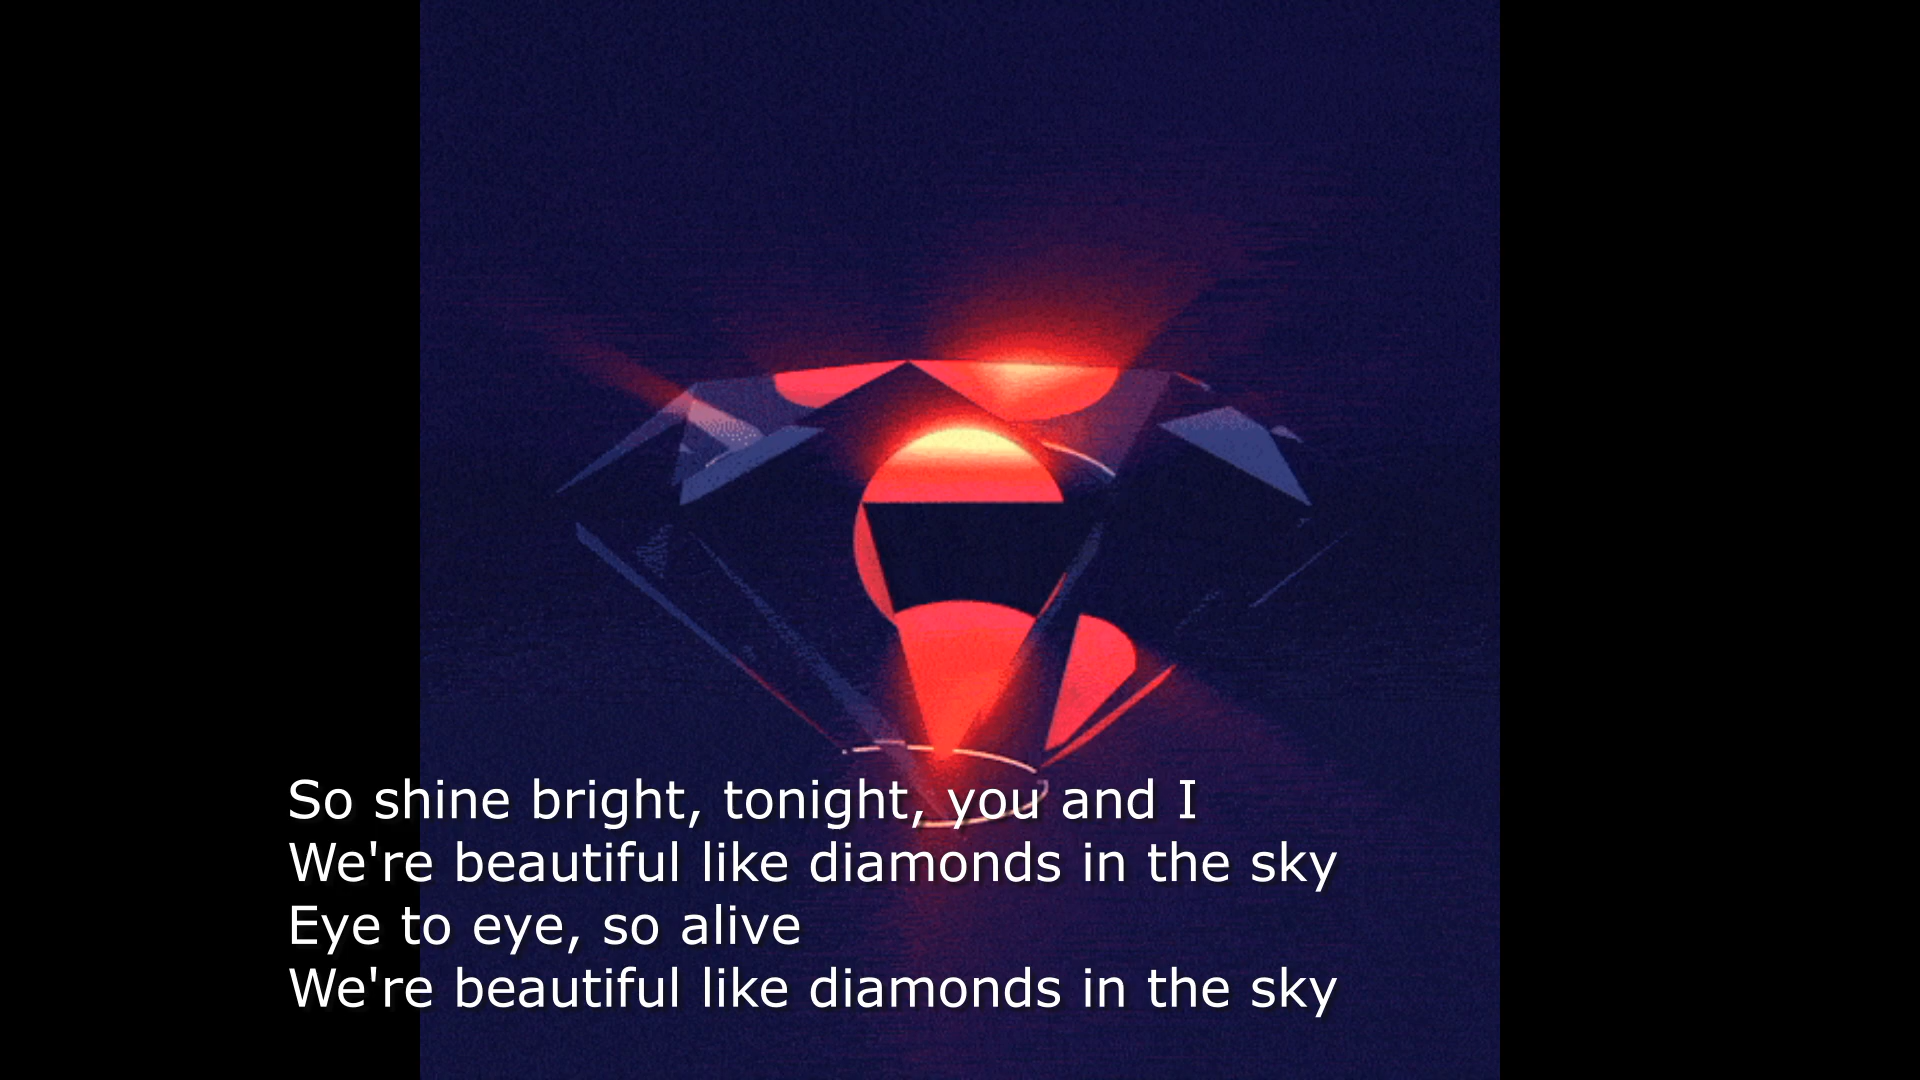 So shine bright, tonight, you and I
We're beautiful like diamonds in the sky
Eye to eye, so alive
We're beautiful like diamonds in the sky